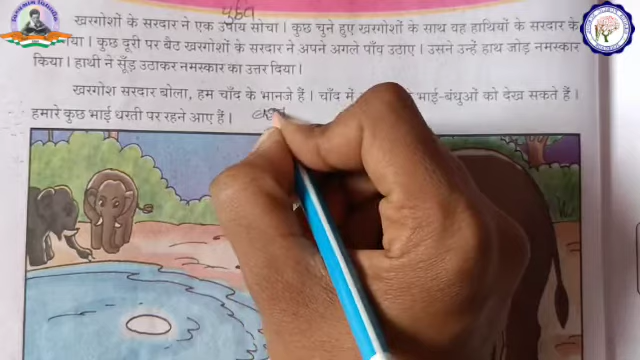 खरगोशों के सरदार ने एक उपाय सोचा। कुछ चुने हुए खरगोशों के साथ वह हाथियों के सरदार के
गया। कुछ दूरी पर बैठ खरगोशों के सरदार ने अपने अगले पाँव उठाए। उसने उन्हें हाथ जोड़ नमस्कार
किया। हाथी ने सूँड़ उठाकर नमस्कार का उत्तर दिया।
खरगोश सरदार बोला, हम चाँद के भानजे हैं। चाँद में भाई-बंधुओं को देख सकते हैं।
हमारे कुछ भाई धरती पर रहने आए हैं।